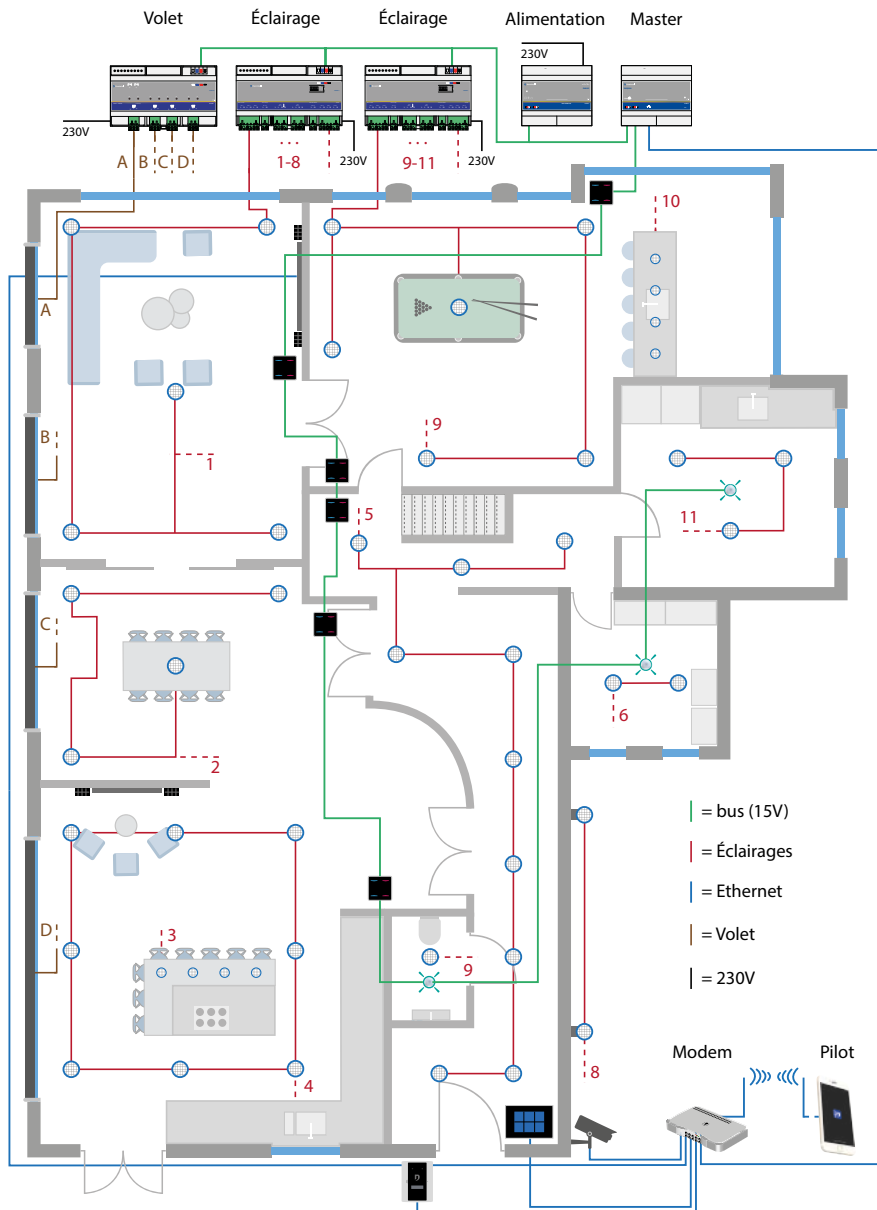 Volet
Éclairage
Éclairage
Alimentation
Master
230V
230V
A
B
C
D
1-8
230V
9-11
230V
10
A
B
9
1
5
11
C
6
2
= bus (15V)
= Éclairages
= Ethernet
= Volet
= 230V
D
3
9
4
8
Modem
Pilot